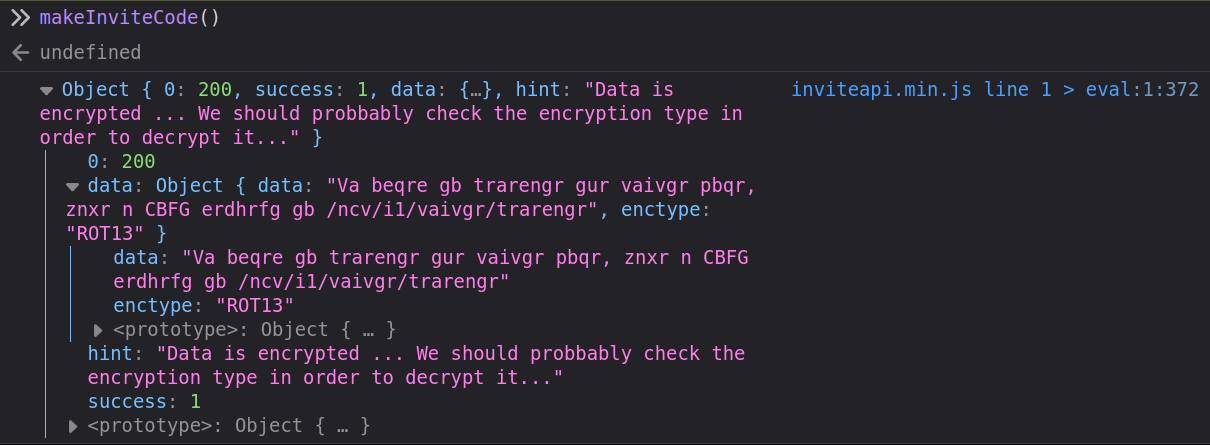 makeInviteCode()
undefined
Object { 0: 200, success: 1, data: {…}, hint: "Data is inviteapi.min.js line 1 > eval:1:372
encrypted ... We should probbably check the encryption type in
order to decrypt it..." }
0: 200
data: Object { data: "Va beqre gb trarengr gur vaivgr pbqr,
znxr n CBFG erdhrfg gb /ncv/i1/vaivgr/trarengr", enctype:
"ROT13" }
data: "Va beqre gb trarengr gur vaivgr pbqr, znxr n CBFG
erdhrfg gb /ncv/i1/vaivgr/trarengr"
enctype: "ROT13"
<prototype>: Object { … }
hint: "Data is encrypted ... We should probbably check the
encryption type in order to decrypt it..."
success: 1
<prototype>: Object { … }